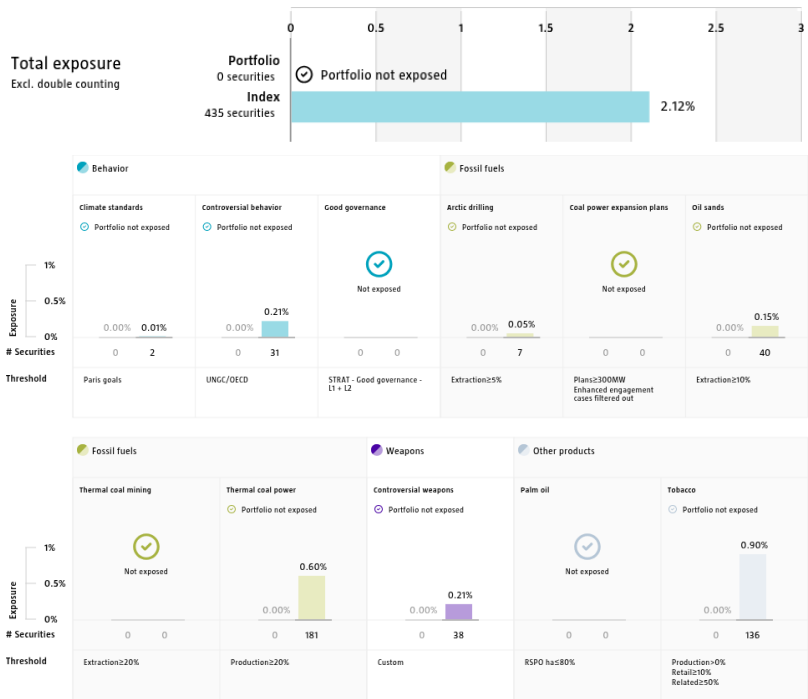 0 0.5 1 1.5 2 2.5 3
Total exposure
Excl. double counting
Portfolio
0 securities
Portfolio not exposed
Index
435 securities
2.12%
Behavior
Fossil fuels
Climate standards
Controversial behavior
Good governance
Arctic drilling
Coal power expansion plans
Oil sands
Portfolio not exposed
Portfolio not exposed
Not exposed
Portfolio not exposed
Not exposed
Portfolio not exposed
Exposure
1%
0.5%
0%
0.00% 0.01%
0.00% 0.21%
0.00% 0.05%
0.00% 0.15%
# Securities
0 2
0 31
0 0
0 7
0 0
0 40
Threshold
Paris goals
UNGC/OECD
STRAT - Good governance -
L1 + L2
Extraction≥5%
Plans≥300MW
Enhanced engagement
cases filtered out
Extraction≥10%
Fossil fuels
Weapons
Other products
Thermal coal mining
Thermal coal power
Controversial weapons
Palm oil
Tobacco
Not exposed
Portfolio not exposed
Portfolio not exposed
Not exposed
Portfolio not exposed
Exposure
1%
0.5%
0%
0.00% 0.60%
0.00% 0.21%
0.00% 0.90%
# Securities
0 0
0 181
0 38
0 0
0 136
Threshold
Extraction≥20%
Production≥20%
Custom
RSPO ha≤80%
Production>0%
Retail≥10%
Related≥50%